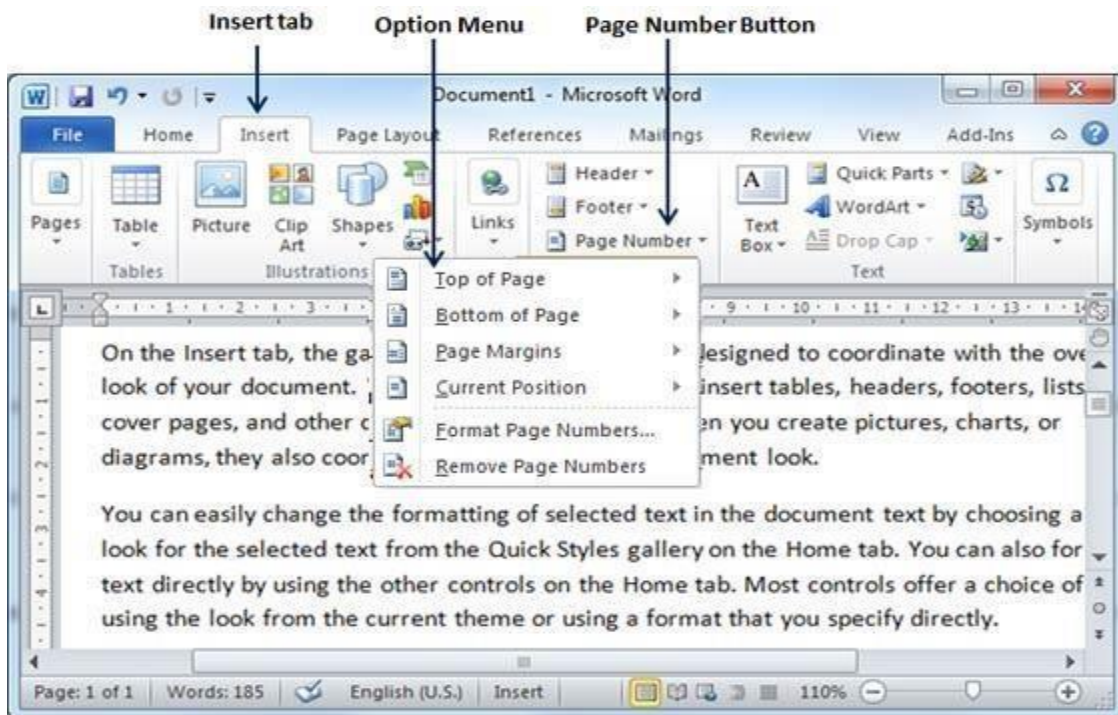 Insert tab Option Menu Page Number Button
W Document1 - Microsoft Word
File Home Insert Page Layout References Mailings Review View Add-Ins
Pages
Table
Picture
Clip
Art
Shapes
Links
Header
Footer
Page Number
A
Text
Box
Quick Parts
WordArt
Drop Cap
Ω
Symbols
Tables Illustrations Text
Top of Page
Bottom of Page
Page Margins
Current Position
Format Page Numbers...
Remove Page Numbers
L 1 2 3 9 10 11 12 13
On the Insert tab, the ga designed to coordinate with the ove
look of your document. insert tables, headers, footers, lists
cover pages, and other you create pictures, charts, or
diagrams, they also coor ment look.
You can easily change the formatting of selected text in the document text by choosing a
look for the selected text from the Quick Styles gallery on the Home tab. You can also for
text directly by using the other controls on the Home tab. Most controls offer a choice of
using the look from the current theme or using a format that you specify directly.
Page: 1 of 1 Words: 185 English (U.S.) Insert 110%